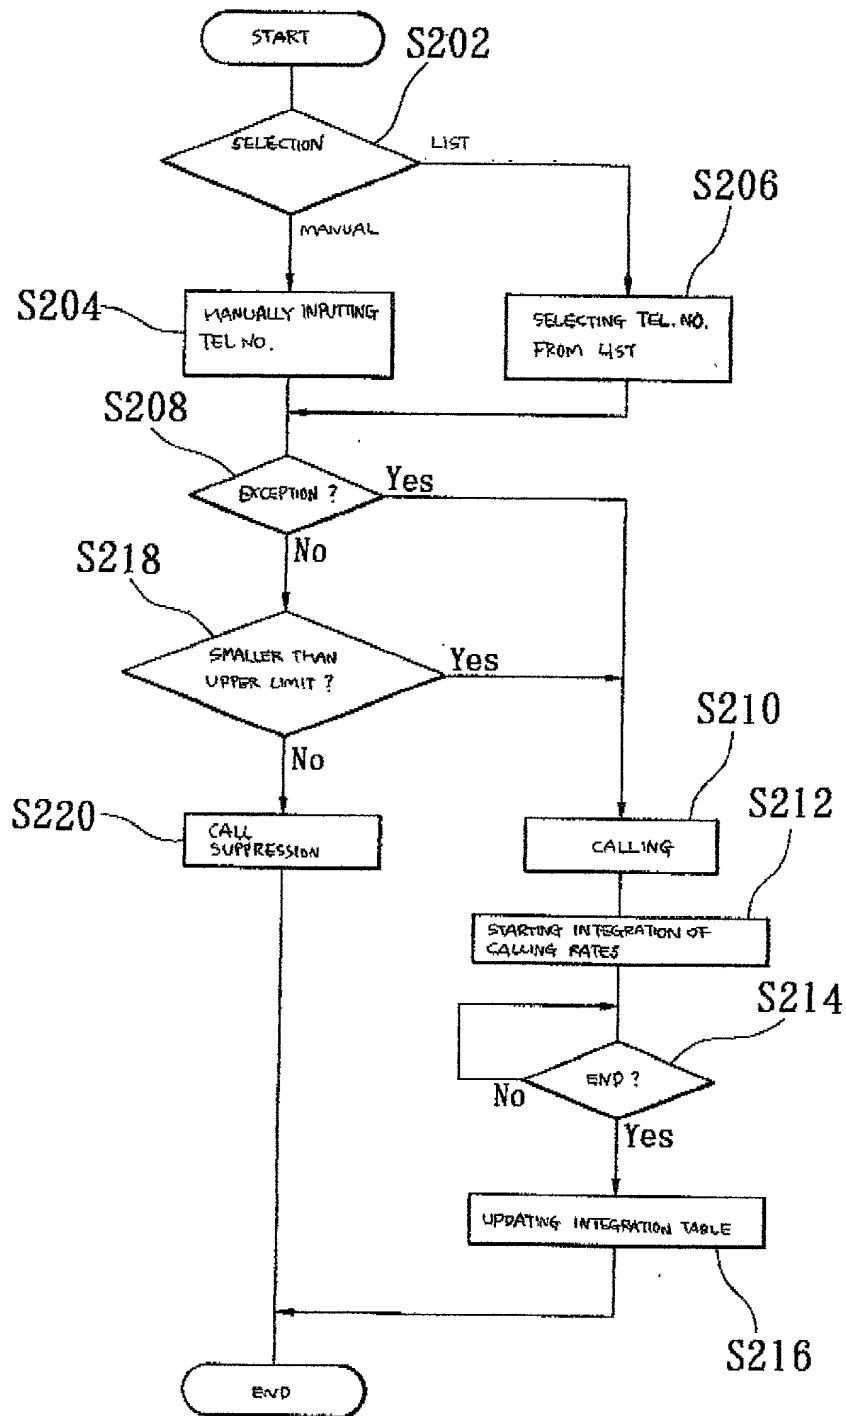 START
S202
SELECTION
LIST
MANUAL
S206
S204
MANUALLY INPUTTING
TEL NO.
SELECTING TEL. NO.
FROM LIST
S208
EXCEPTION ?
Yes
No
S218
SMALLER THAN
UPPER LIMIT ?
Yes
No
S210
S220
CALL
SUPPRESSION
S212
CALLING
STARTING INTEGRATION OF
CALLING RATES
S214
END ?
No
Yes
UPDATING INTEGRATION TABLE
S216
END